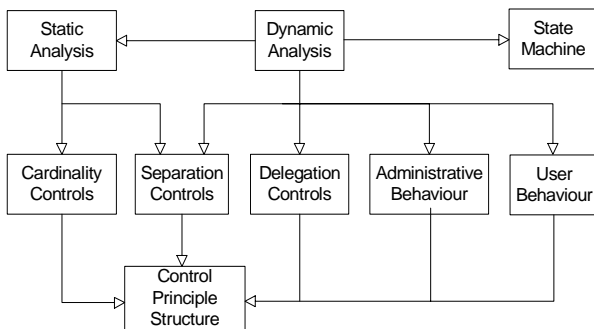 Static
Analysis
Dynamic
Analysis
State
Machine
Cardinality
Controls
Separation
Controls
Delegation
Controls
Administrative
Behaviour
User
Behaviour
Control
Principle
Structure